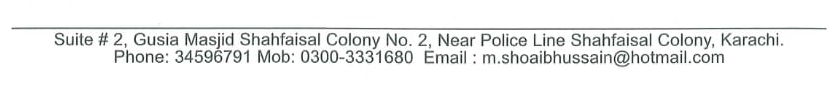 Suite # 2, Gusia Masjid Shahfaisal Colony No. 2, Near Police Line Shahfaisal Colony, Karachi.
Phone: 34596791 Mob: 0300-3331680 Email : m.shoaibhussain@hotmail.com